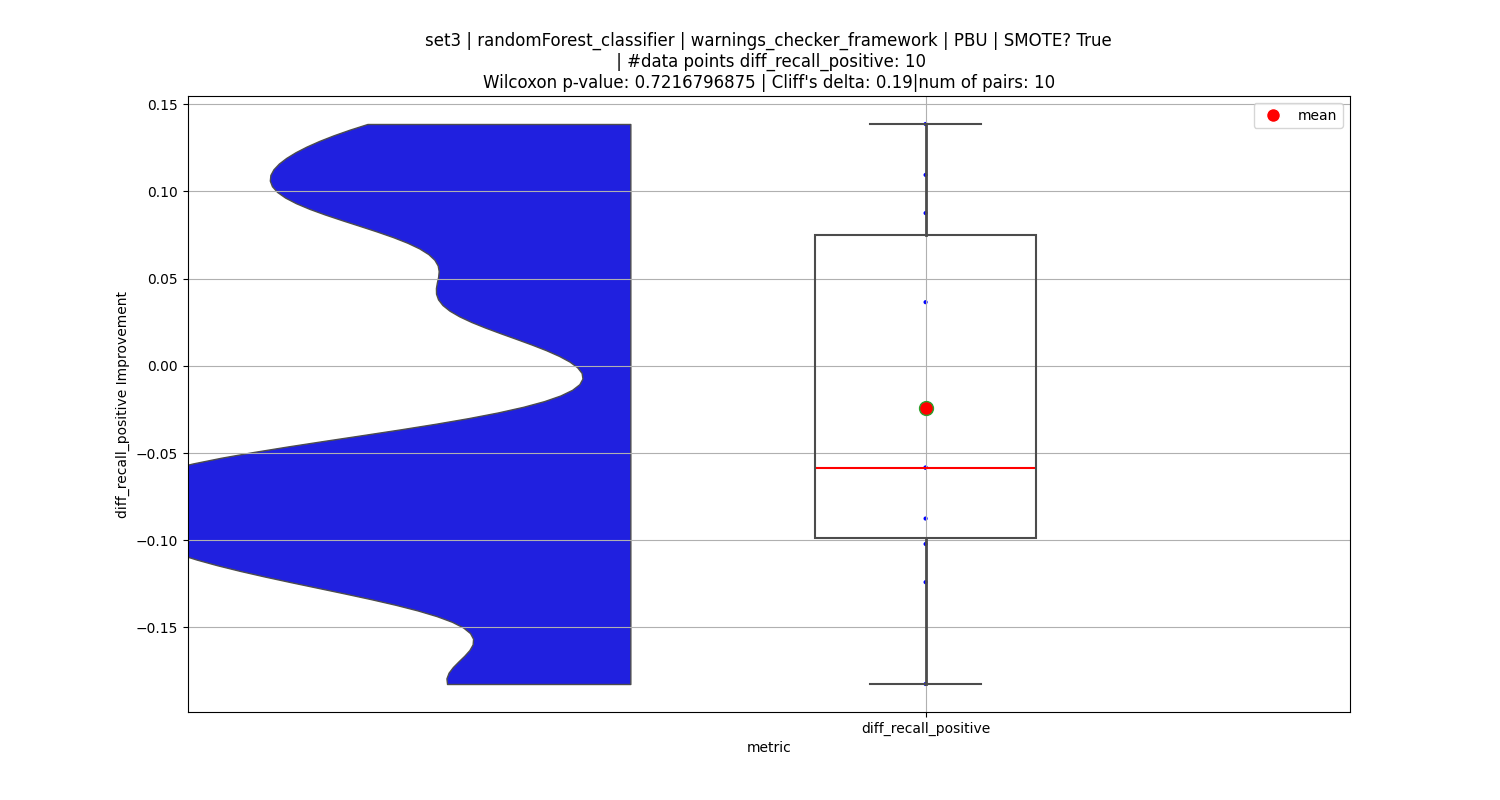 set3 | randomForest_classifier | warnings_checker_framework | PBU | SMOTE? True
| #data points diff_recall_positive: 10
Wilcoxon p-value: 0.7216796875 | Cliff's delta: 0.19|num of pairs: 10
mean
0.15
0.10
0.05
0.00
−0.05
−0.10
−0.15
diff_recall_positive Improvement
diff_recall_positive
metric